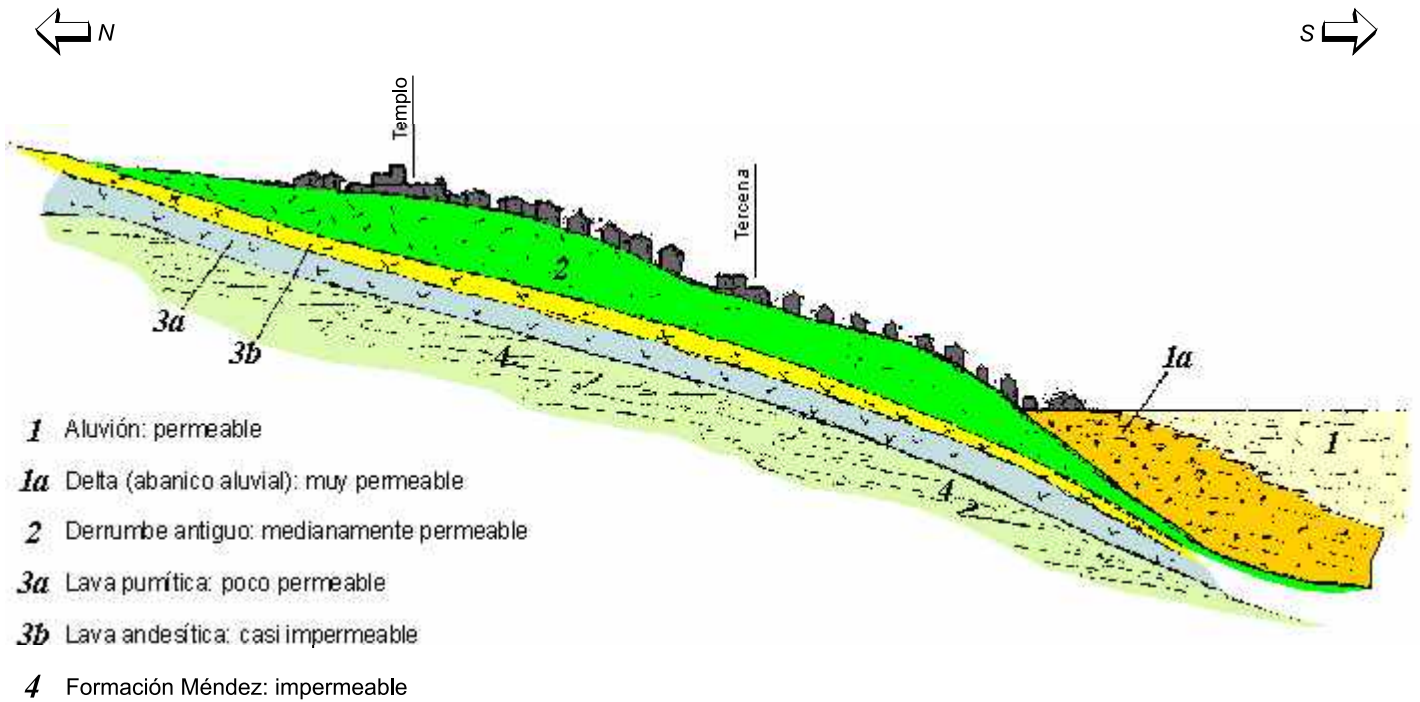 N
S
Templo
Tercena
2
3a
3b
4
1a
1
4
1 Aluvión: permeable
1a Delta (abanico aluvial): muy permeable
2 Derrumbe antiguo: medianamente permeable
3a Lava pumítica: poco permeable
3b Lava andesítica: casi impermeable
4 Formación Méndez: impermeable